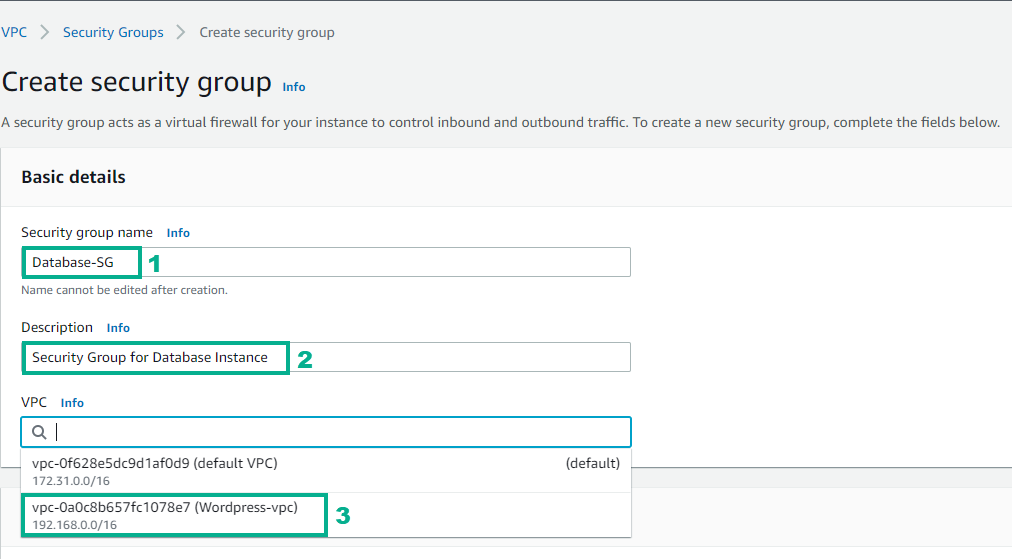 VPC > Security Groups > Create security group
Create security group Info
A security group acts as a virtual firewall for your instance to control inbound and outbound traffic. To create a new security group, complete the fields below.
Basic details
Security group name Info
Database-SG 1
Name cannot be edited after creation.
Description Info
Security Group for Database Instance 2
VPC Info
vpc-0f628e5dc9d1af0d9 (default VPC) (default)
172.31.0.0/16
vpc-0a0c8b657fc1078e7 (Wordpress-vpc) 3
192.168.0.0/16